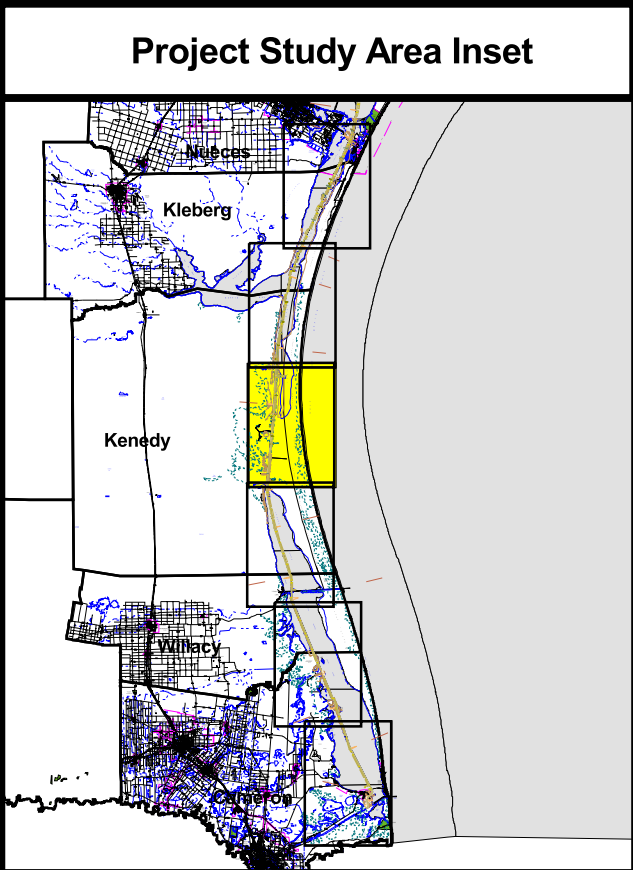 Project Study Area Inset
Nueces
Kleberg
Kenedy
Willacy
Cameron